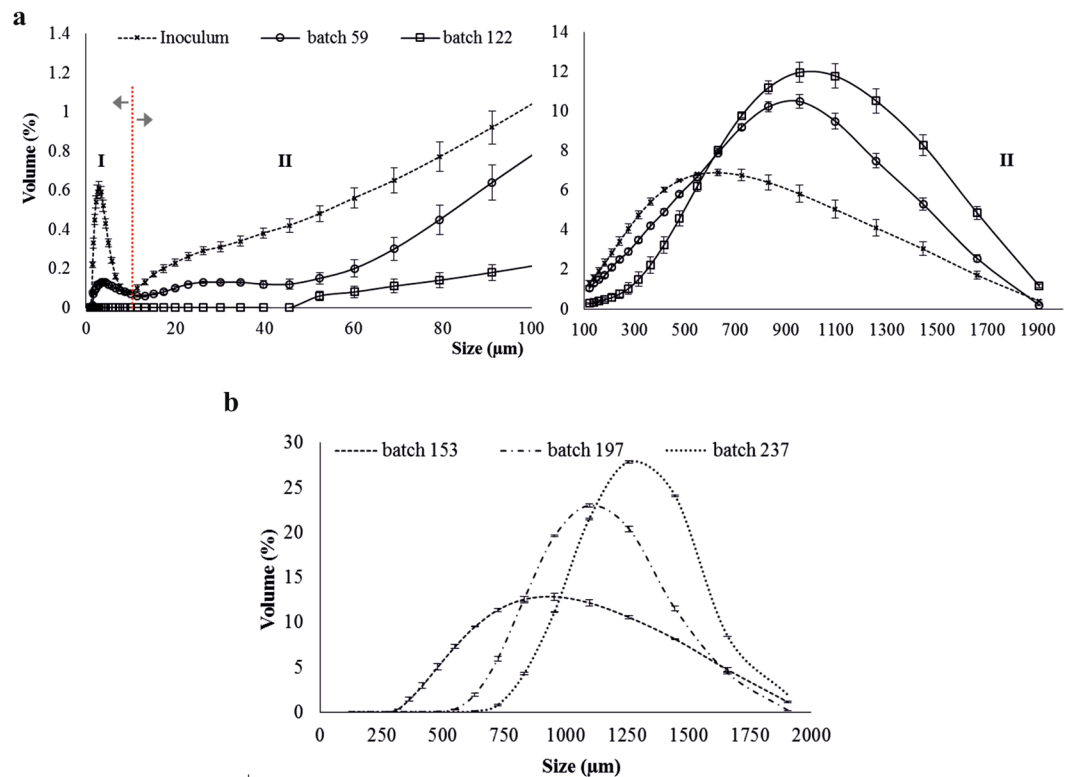 a
Inoculum batch 59 batch 122
1.4
1.2
1
0.8
0.6
0.4
0.2
0
Volume (%)
I
II
0 20 40 60 80 100
Size (µm)
14
12
10
8
6
4
2
0
II
100 300 500 700 900 1100 1300 1500 1700 1900
b
batch 153 batch 197 batch 237
30
25
20
15
10
5
0
Volume (%)
0 250 500 750 1000 1250 1500 1750 2000
Size (µm)